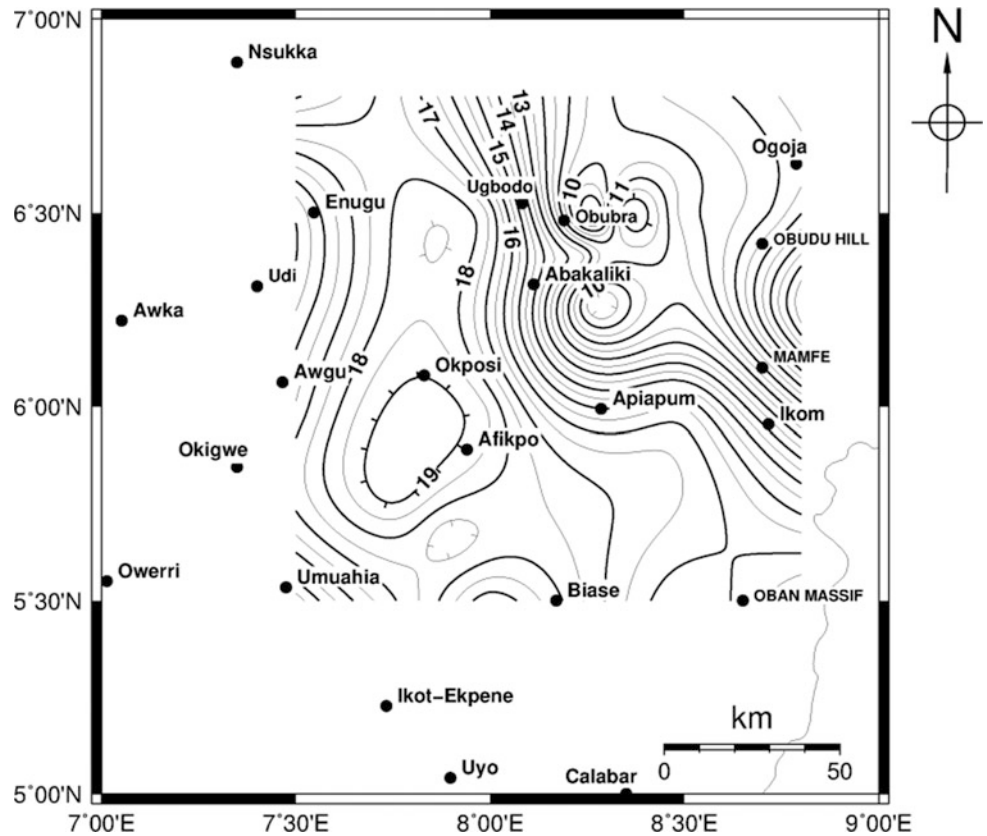 7˚00'N
N
Nsukka
17
14
13
15
Ogoja
Ugbodo
10
11
6˚30'N
Enugu
Obubra
16
OBUDU HILL
18
Udi
Abakaliki
Awka
18
MAMFE
Awgu
Okposi
6˚00'N
Apiapum
Ikom
Okigwe
Afikpo
19
Owerri
Umuahia
Biase
5˚30'N
OBAN MASSIF
Ikot–Ekpene
km
0
50
Uyo
Calabar
5˚00'N
7˚00'E
7˚30'E
8˚00'E
8˚30'E
9˚00'E